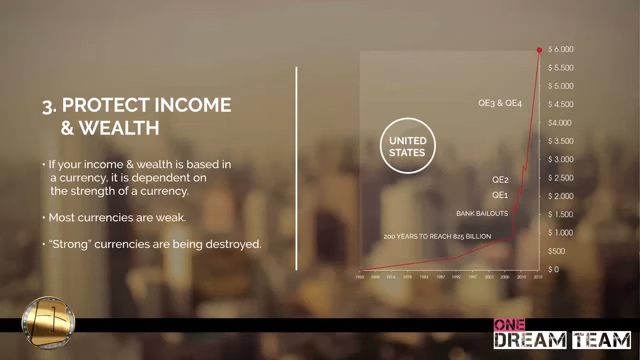 3. PROTECT INCOME
& WEALTH
• If your income & wealth is based in
a currency, it is dependent on
the strength of a currency.
• Most currencies are weak.
• “Strong” currencies are being destroyed.
UNITED
STATES
QE3 & QE4
QE2
QE1
BANK BAILOUTS
200 YEARS TO REACH 825 BILLION
$ 6.000
$ 5.500
$ 5.000
$ 4.500
$4.000
$ 3.500
$ 3.000
$ 2.500
$ 2.000
$ 1.500
$ 1.000
$500
$ 0
ONE
DREAM TEAM